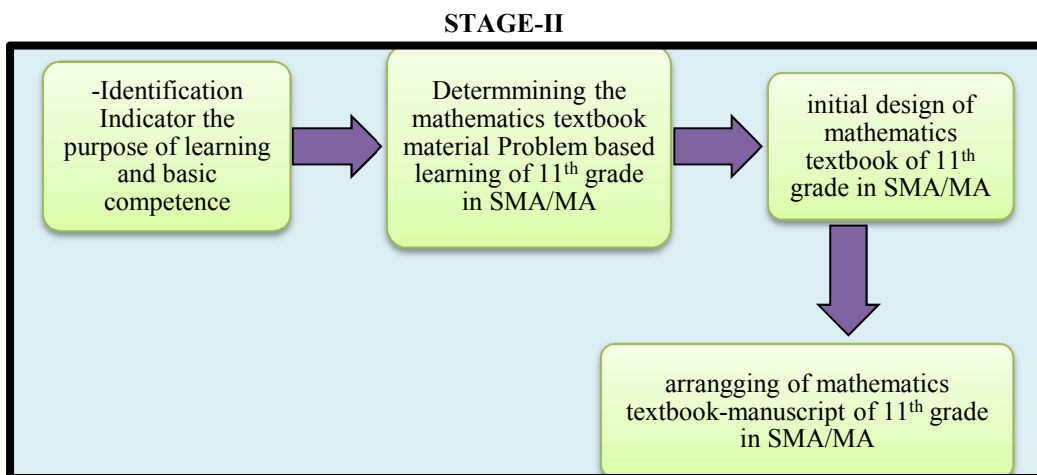 STAGE-II
-Identification
Indicator the
purpose of learning
and basic
competence
Determmining the
mathematics textbook
material Problem based
learning of 11th grade
in SMA/MA
initial design of
mathematics
textbook of 11th
grade in SMA/MA
arrangging of mathematics
textbook-manuscript of 11th grade
in SMA/MA